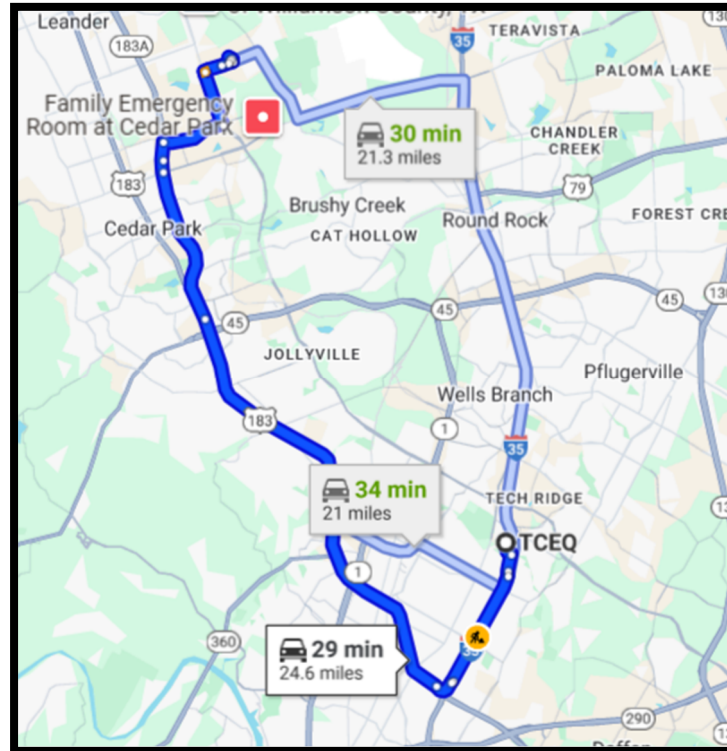 Leander
35
TERAVISTA
183A
PALOMA LAKE
Family Emergency
Room at Cedar Park
30 min
21.3 miles
CHANDLER
CREEK
183
79
Brushy Creek
Round Rock
FOREST CRE
Cedar Park
CAT HOLLOW
45
45
45
JOLLYVILLE
Pflugerville
Wells Branch
183
1
35
34 min
21 miles
TECH RIDGE
TCEQ
1
360
29 min
24.6 miles
35
290